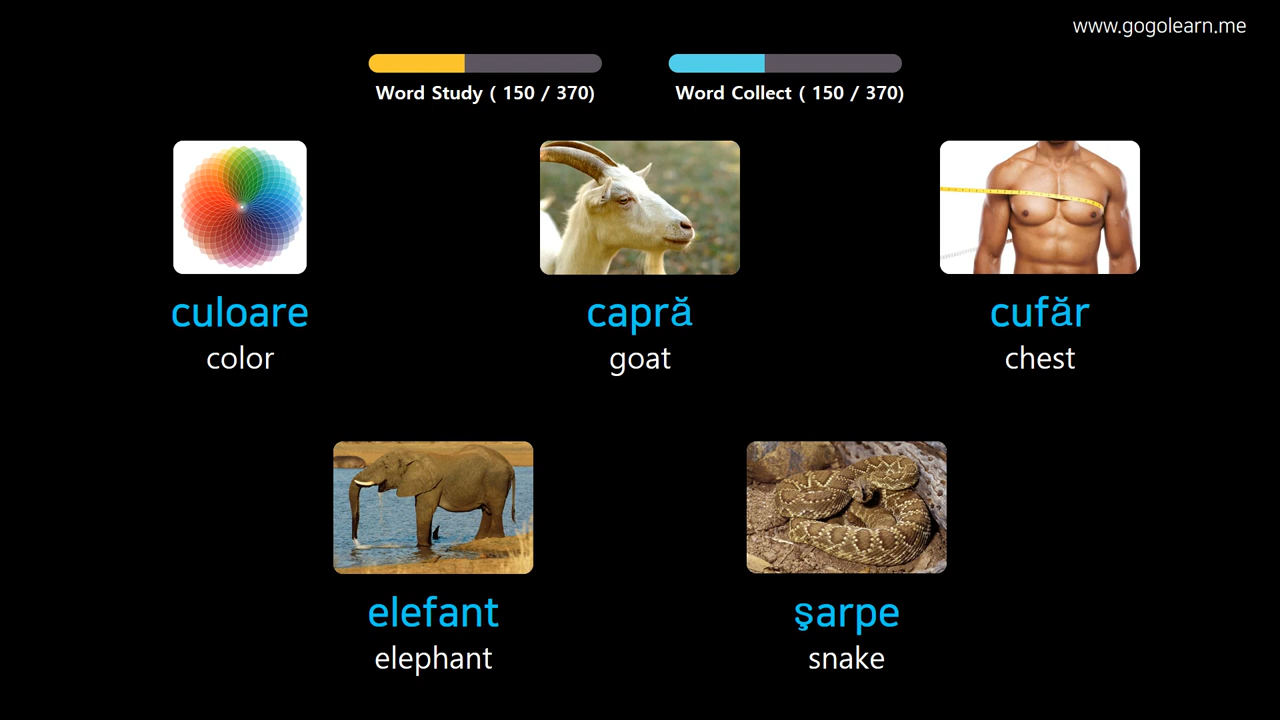 www.gogolearn.me
Word Study ( 150 / 370)
Word Collect ( 150 / 370)
culoare
color
capră
goat
cufăr
chest
elefant
elephant
şarpe
snake